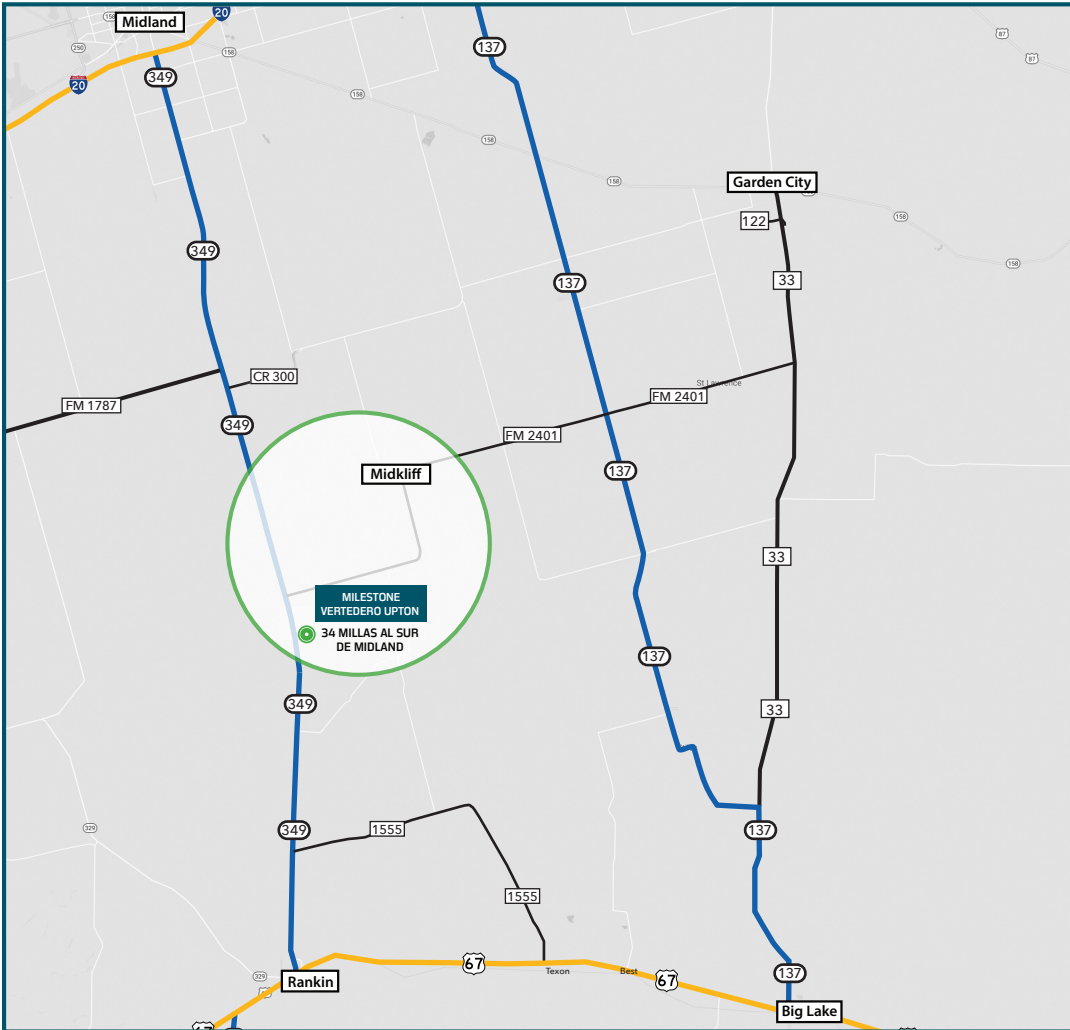 20
Midland
137
158
87
250
158
87
349
20
158
158
Garden City
158
122
158
349
158
137
33
CR 300
St Lawrence
FM 2401
FM 1787
349
FM 2401
137
Midkliff
33
MILESTONE
VERTEDERO UPTON
34 MILLAS AL SUR
DE MIDLAND
137
349
33
329
349
1555
137
1555
67
Texon
Best
137
329
Rankin
67
Big Lake
67